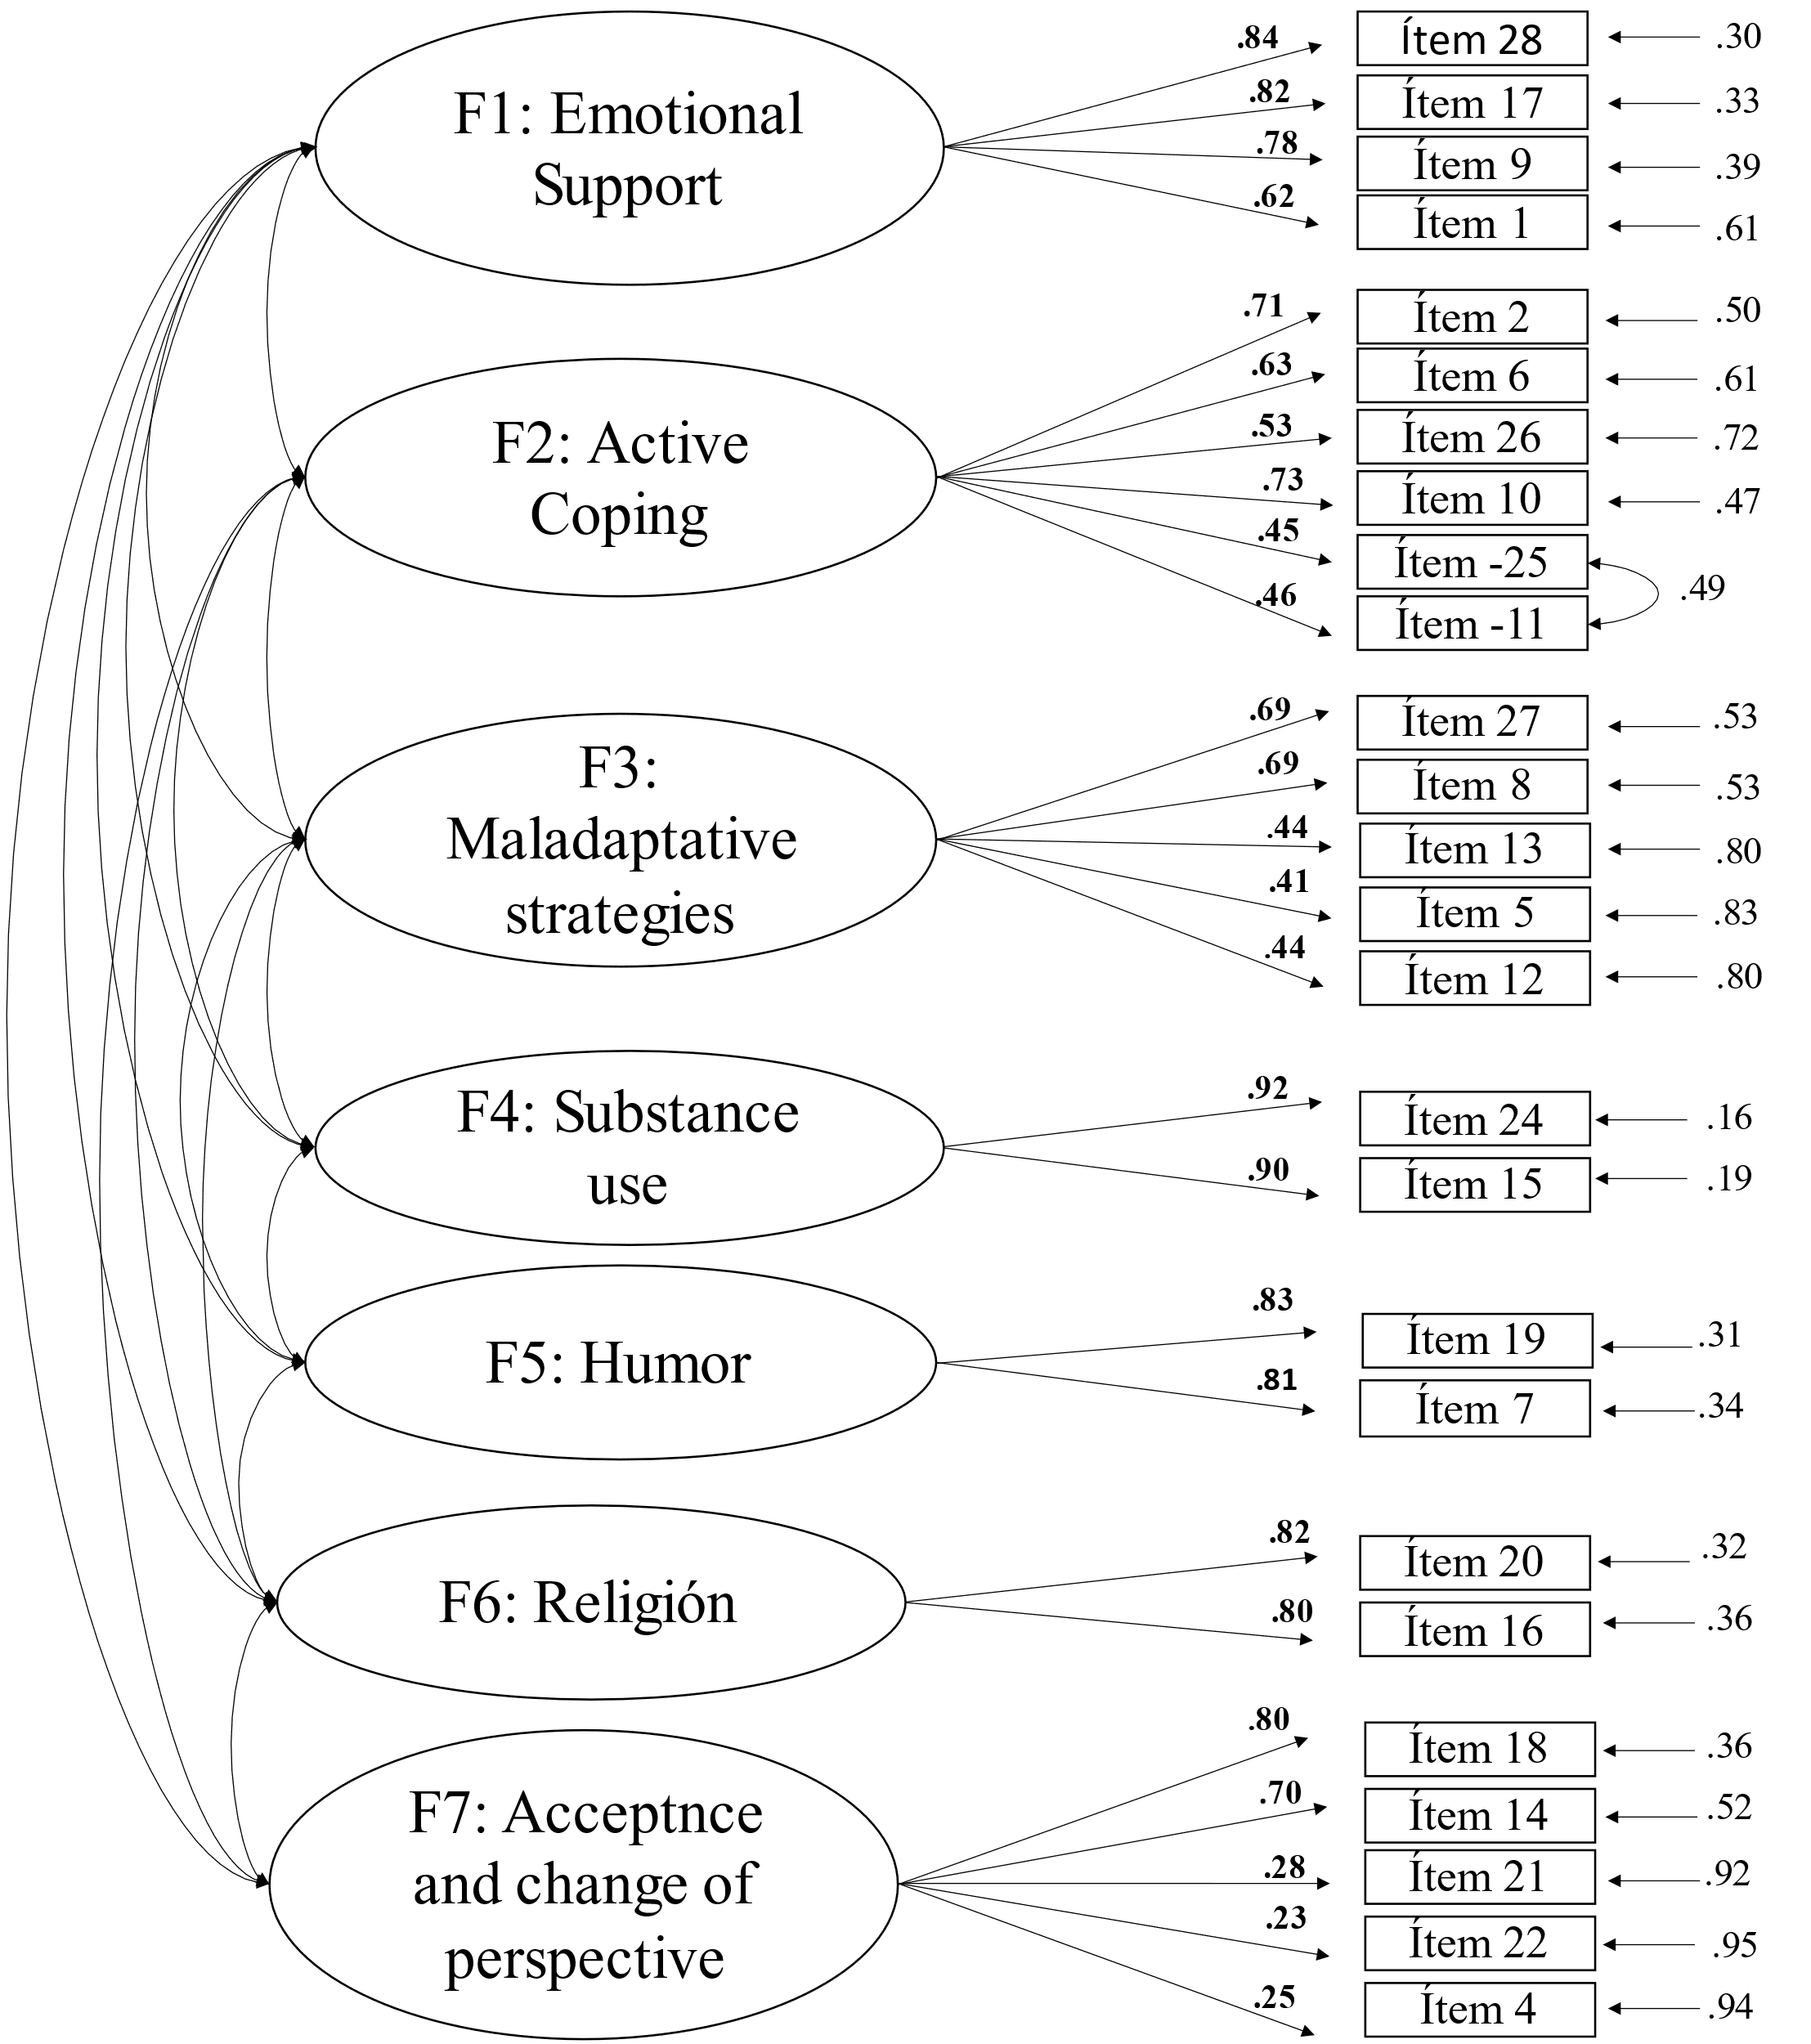 .84
Ítem 28
.30
F1: Emotional
Support
.82
Ítem 17
.33
.78
Ítem 9
.39
.62
Ítem 1
.61
F2: Active
Coping
.71
Ítem 2
.50
.63
Ítem 6
.61
.53
Ítem 26
.72
.73
Ítem 10
.47
.45
Ítem -25
.49
.46
Ítem -11
F3:
Maladaptative
strategies
.69
Ítem 27
.53
.69
Ítem 8
.53
.44
Ítem 13
.80
.41
Ítem 5
.83
.44
Ítem 12
.80
F4: Substance
use
.92
Ítem 24
.16
.90
Ítem 15
.19
F5: Humor
.83
Ítem 19
.31
.81
Ítem 7
.34
F6: Religión
.82
Ítem 20
.32
.80
Ítem 16
.36
F7: Acceptnce
and change of
perspective
.80
Ítem 18
.36
.70
Ítem 14
.52
.28
Ítem 21
.92
.23
Ítem 22
.95
.25
Ítem 4
.94